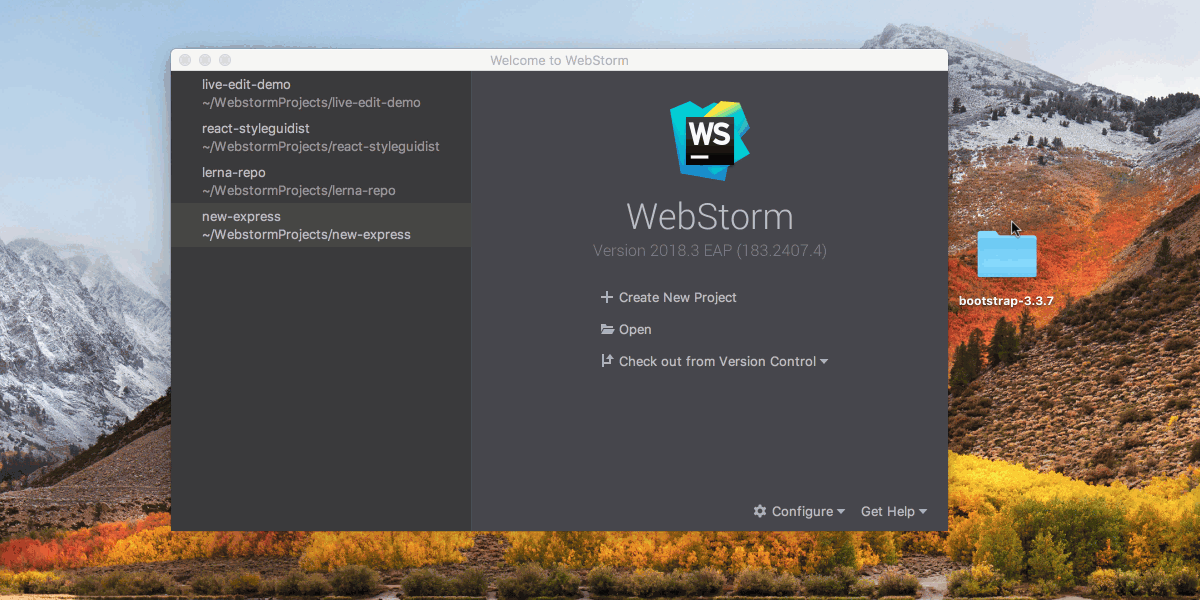 Welcome to WebStorm
live-edit-demo
~/WebstormProjects/live-edit-demo
react-styleguidist
~/WebstormProjects/react-styleguidist
lerna-repo
~/WebstormProjects/lerna-repo
new-express
~/WebstormProjects/new-express
WS
WebStorm
Version 2018.3 EAP (183.2407.4)
Create New Project
Open
Check out from Version Control
Configure
Get Help
bootstrap-3.3.7